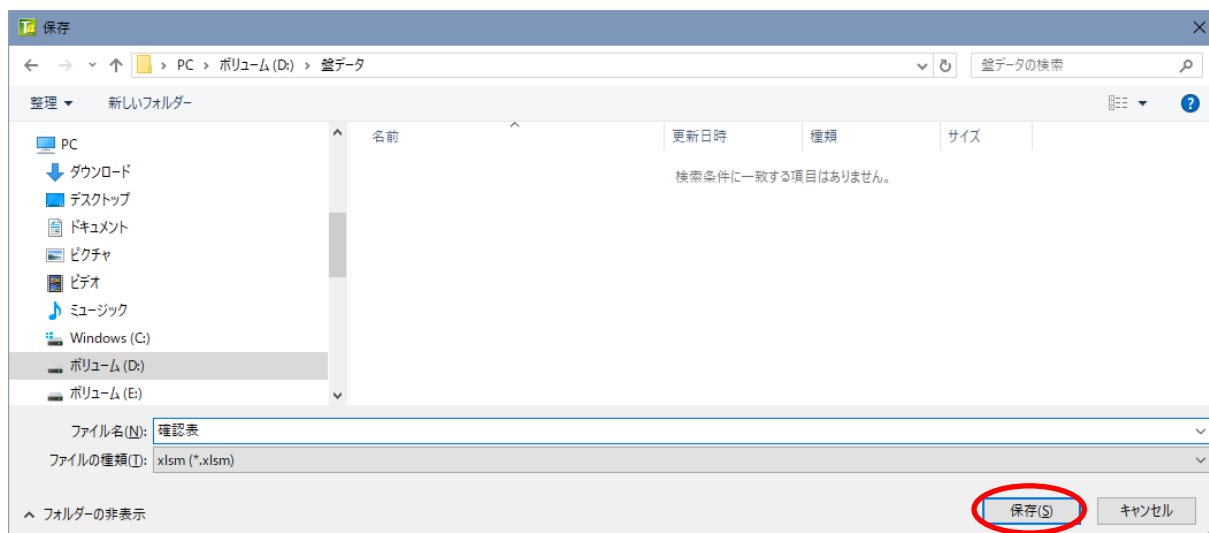 Ta 保存
PC › ボリューム (D:) › 盤データ
盤データの検索
整理 新しいフォルダー
名前 更新日時 種類 サイズ
検索条件に一致する項目はありません。
PC
ダウンロード
デスクトップ
ドキュメント
ピクチャ
ビデオ
ミュージック
Windows (C:)
ボリューム (D:)
ボリューム (E:)
ファイル名(N): 確認表
ファイルの種類(T): xlsm (*.xlsm)
フォルダーの非表示
保存(S) キャンセル